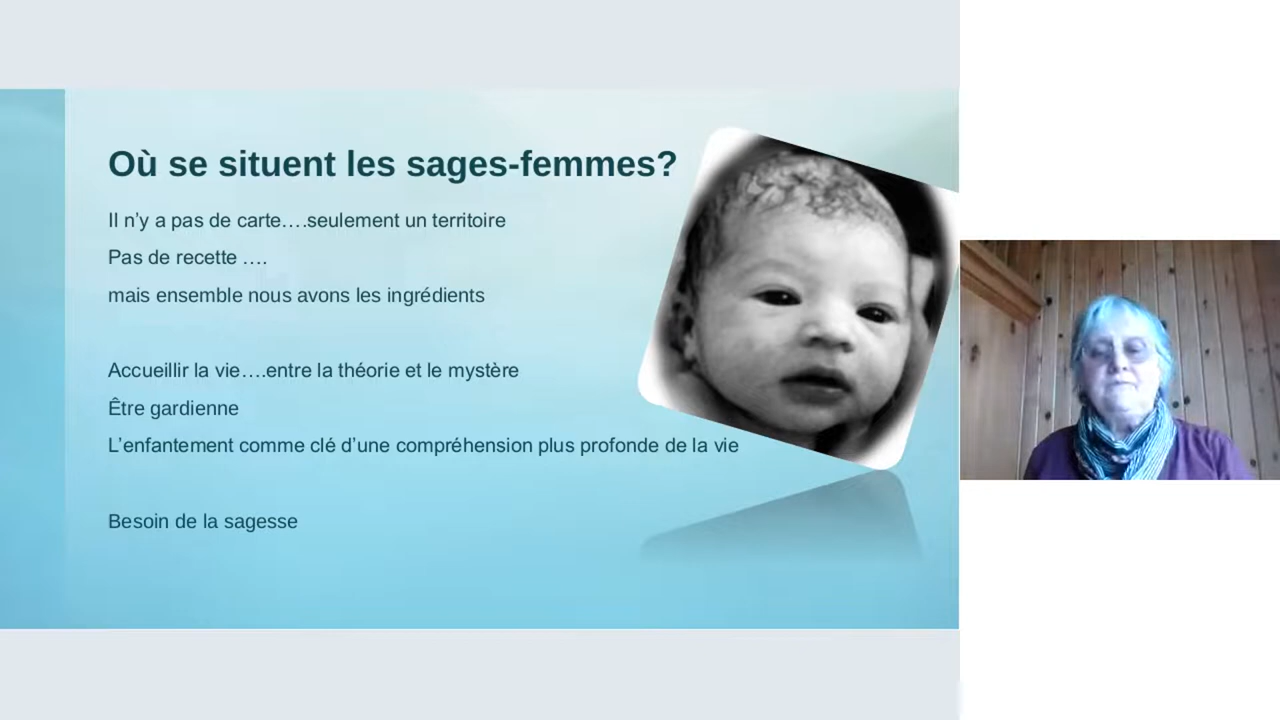 Où se situent les sages-femmes?
Il n’y a pas de carte….seulement un territoire
Pas de recette ….
mais ensemble nous avons les ingrédients
Accueillir la vie….entre la théorie et le mystère
Être gardienne
L’enfantement comme clé d’une compréhension plus profonde de la vie
Besoin de la sagesse